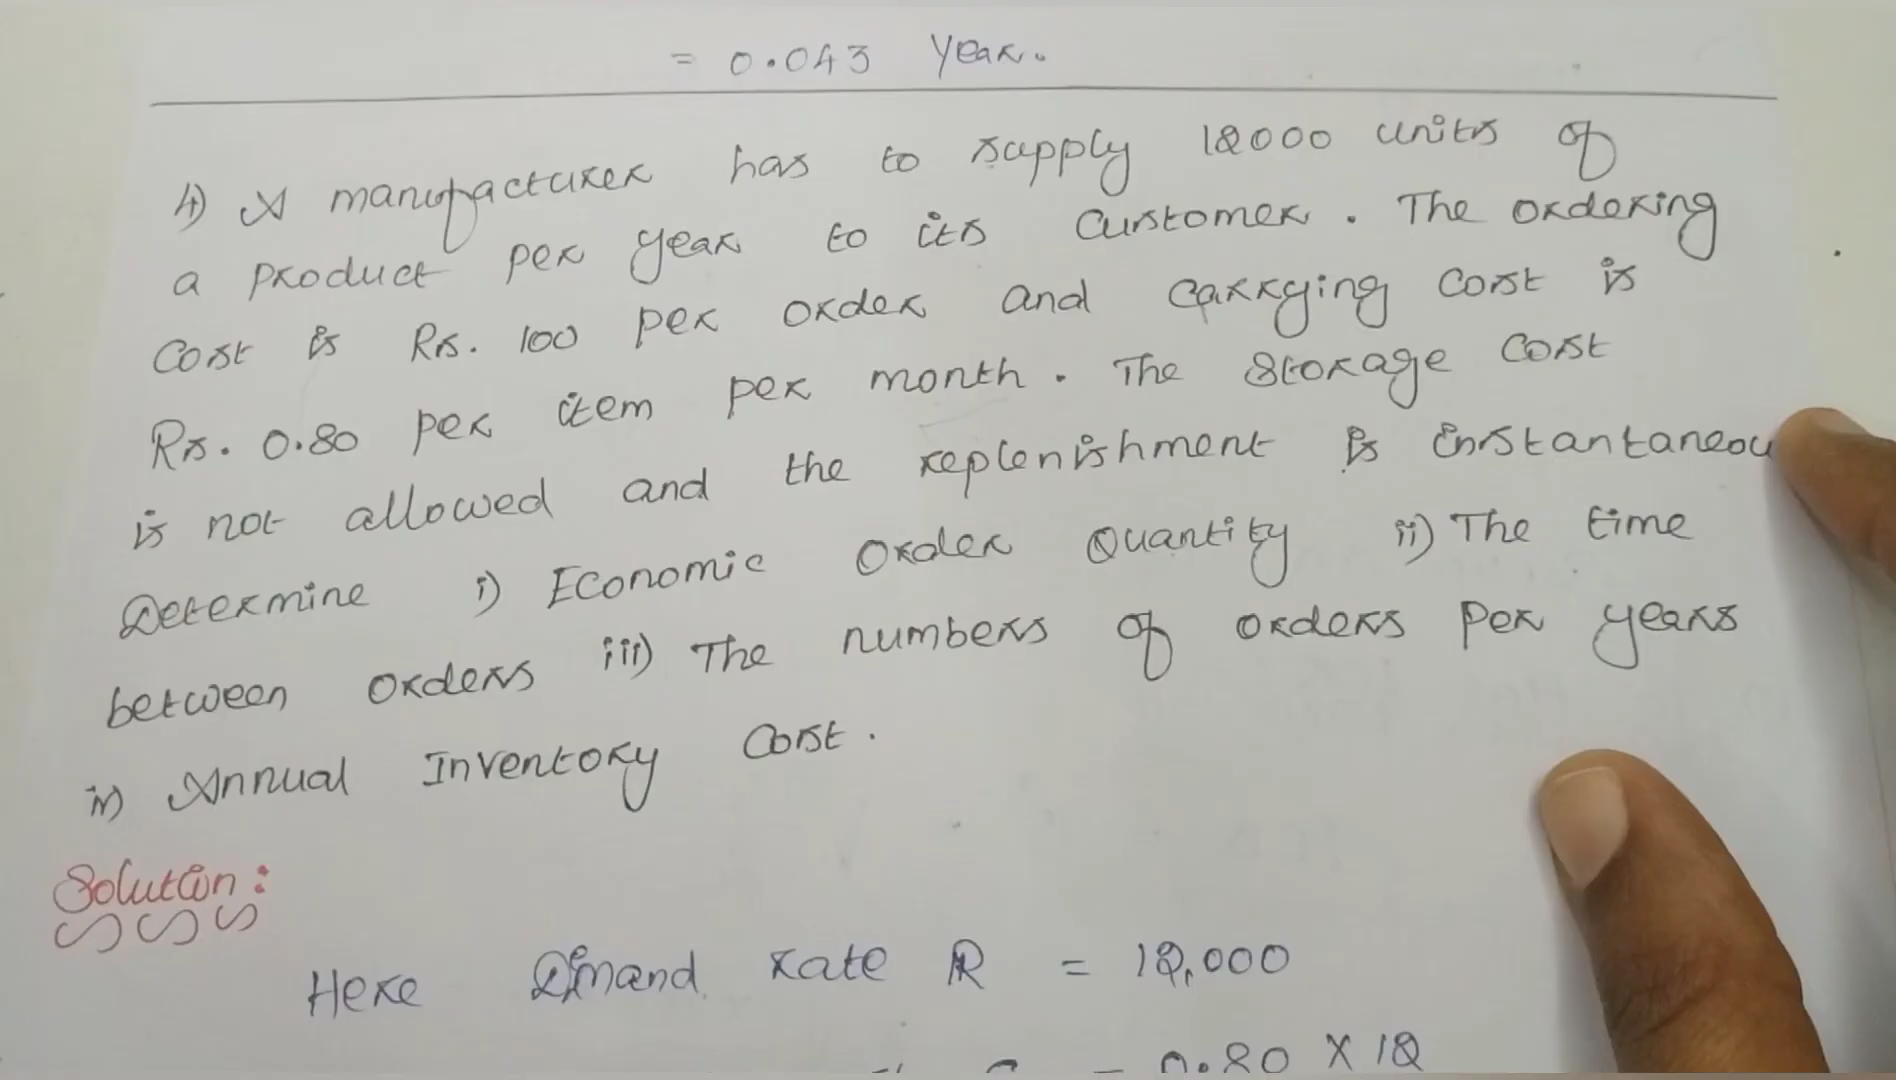 = 0.043 Year.
4) A manufacturer has to supply 12000 units of
a product per year to its customer. The ordering
cost is Rs. 100 per order and carrying cost is
Rs. 0.80 per item per month. The storage cost
is not allowed and the replenishment is instantaneou
Determine i) Economic Order Quantity ii) The time
between orders iii) The numbers of orders per years
iv) Annual Inventory Cost.
Solution:
Here Dimand rate R = 12,000
= 0.80 X 12